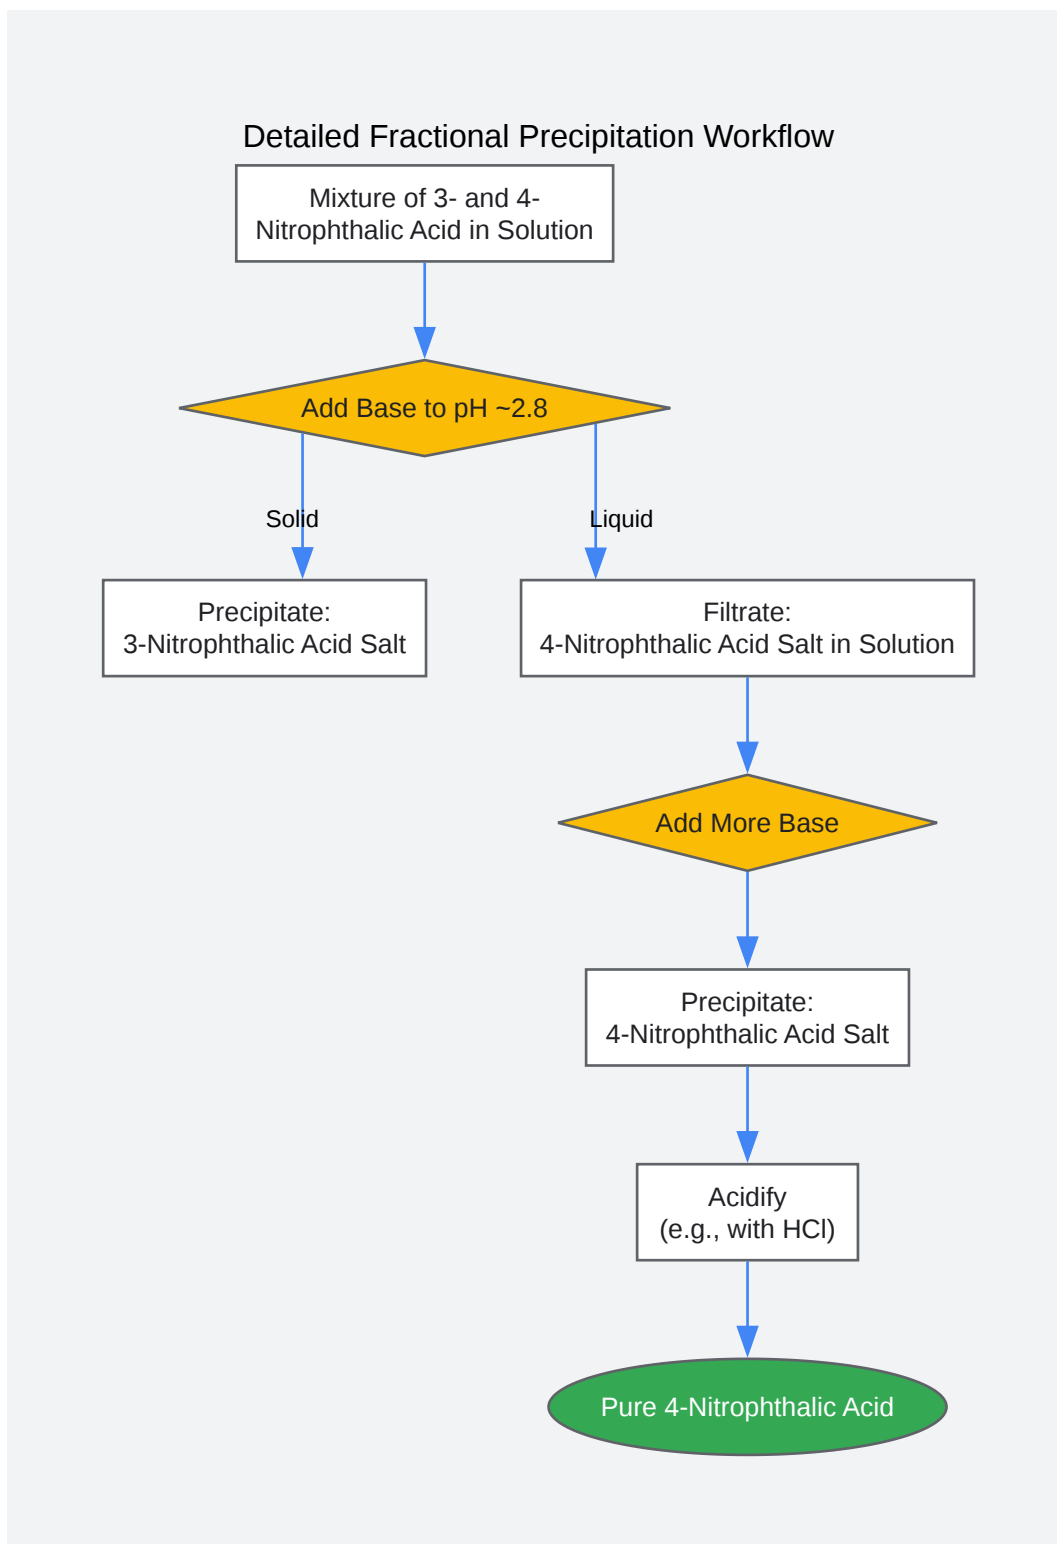 Detailed Fractional Precipitation Workflow
Mixture of 3- and 4-
Nitrophthalic Acid in Solution
Add Base to pH ~2.8
Solid
Liquid
Precipitate:
3-Nitrophthalic Acid Salt
Filtrate:
4-Nitrophthalic Acid Salt in Solution
Add More Base
Precipitate:
4-Nitrophthalic Acid Salt
Acidify
(e.g., with HCl)
Pure 4-Nitrophthalic Acid